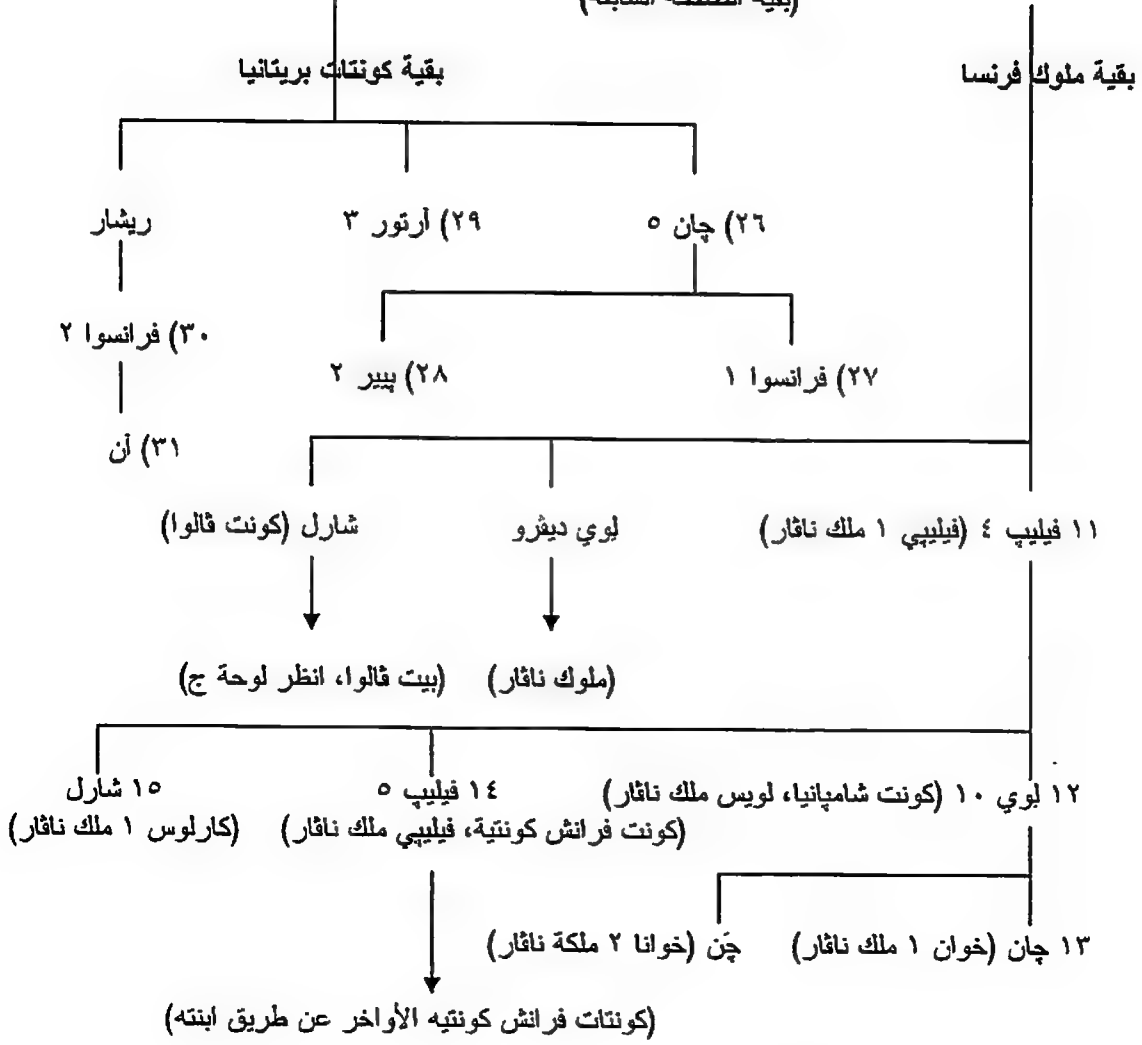 (بقية الصفحة السابقة)
بقية ملوك فرنسا
بقية كونتات بريتانيا
٢٦) چان ٥
٢٩) آرتور ٣
ريشار
٢٧) فرانسوا ١
٢٨) پيير ٢
٣٠) فرانسوا ٢
٣١) آن
١١ فيليپ ٤ (فيليپي ١ ملك ناڤار)
لوي ديڤرو
شارل (كونت ڤالوا)
(ملوك ناڤار)
(بيت ڤالوا، انظر لوحة ج)
١٢ لوي ١٠ (كونت شامپانيا، لويس ملك ناڤار)
١٤ فيليپ ٥
(كونت فرانش كونتية، فيليپي ملك ناڤار)
١٥ شارل
(كارلوس ١ ملك ناڤار)
١٣ چان (خوان ١ ملك ناڤار)
چَن (خوانا ٢ ملكة ناڤار)
(كونتات فرانش كونتيه الأواخر عن طريق ابنته)